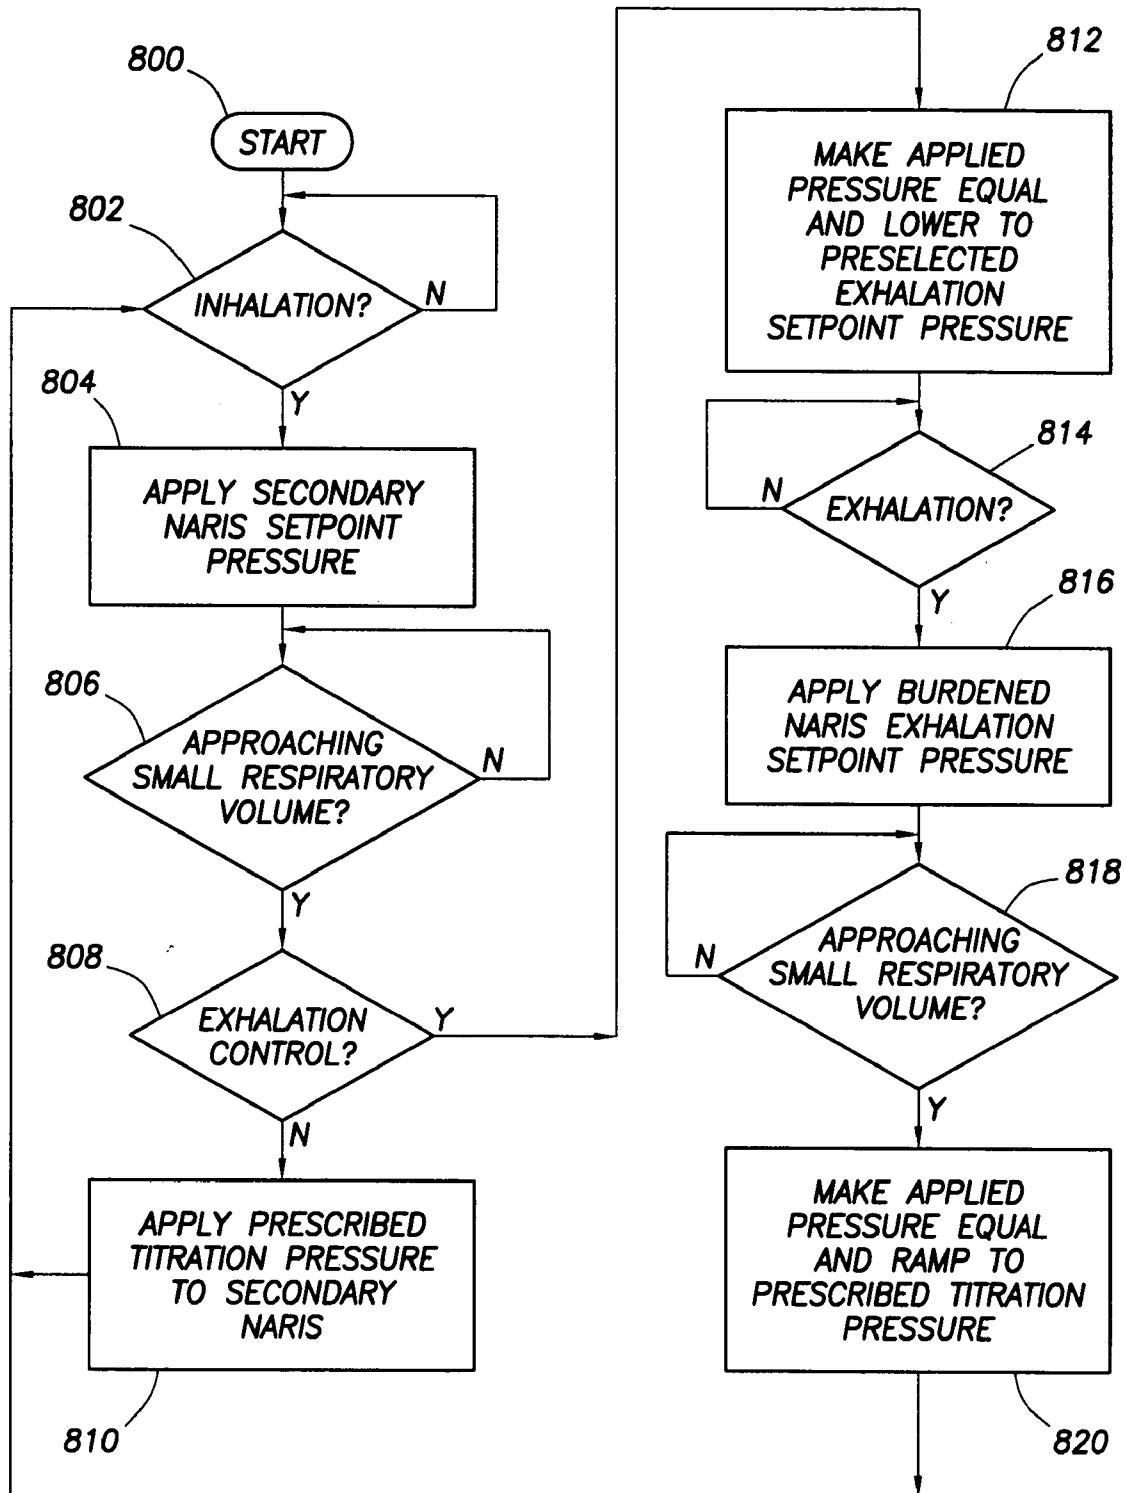 800
START
802
INHALATION?
N
Y
804
APPLY SECONDARY
NARIS SETPOINT
PRESSURE
806
APPROACHING
SMALL RESPIRATORY
VOLUME?
N
Y
808
EXHALATION
CONTROL?
Y
N
APPLY PRESCRIBED
TITRATION PRESSURE
TO SECONDARY
NARIS
810
812
MAKE APPLIED
PRESSURE EQUAL
AND LOWER TO
PRESELECTED
EXHALATION
SETPOINT PRESSURE
814
N
EXHALATION?
Y
816
APPLY BURDENED
NARIS EXHALATION
SETPOINT PRESSURE
818
APPROACHING
SMALL RESPIRATORY
VOLUME?
N
Y
MAKE APPLIED
PRESSURE EQUAL
AND RAMP TO
PRESCRIBED TITRATION
PRESSURE
820